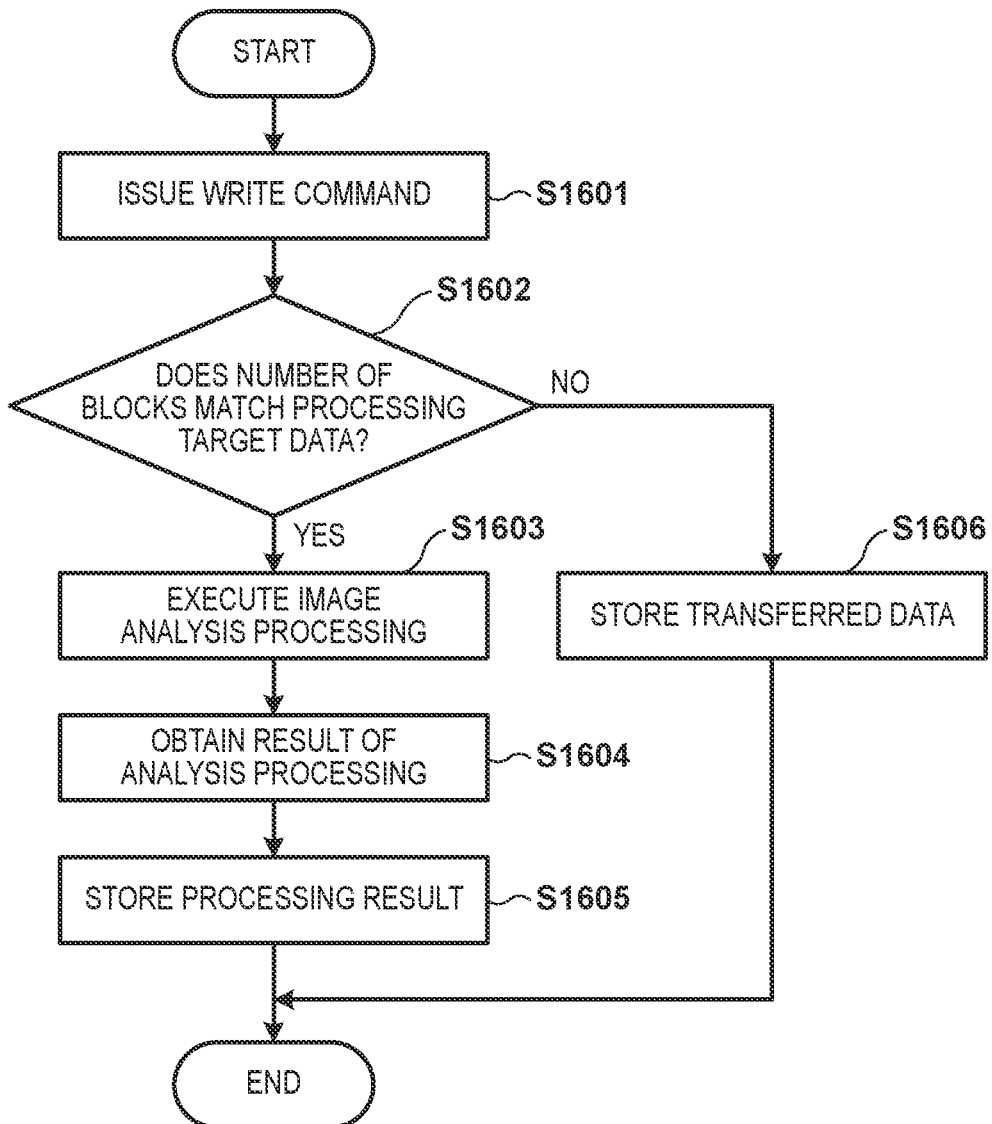 START
ISSUE WRITE COMMAND
S1601
S1602
DOES NUMBER OF
BLOCKS MATCH PROCESSING
TARGET DATA?
NO
YES
S1603
EXECUTE IMAGE
ANALYSIS PROCESSING
S1606
STORE TRANSFERRED DATA
OBTAIN RESULT OF
ANALYSIS PROCESSING
S1604
STORE PROCESSING RESULT
S1605
END